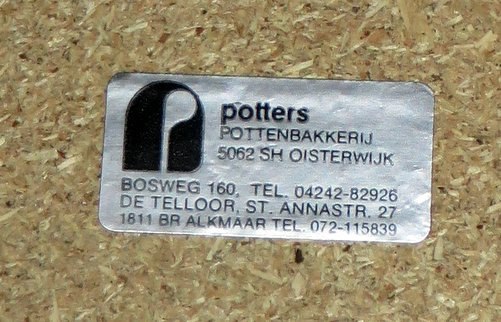 potters
POTTENBAKKERIJ
5062 SH OISTERWIJK
BOSWEG 160, TEL. 04242-82926
DE TELLOOR, ST. ANNASTR. 27
1811 BR ALKMAAR TEL. 072-115839